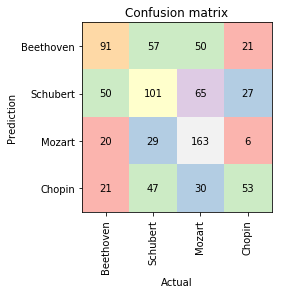 Confusion matrix
Prediction
Beethoven 91 57 50 21
Schubert 50 101 65 27
Mozart 20 29 163 6
Chopin 21 47 30 53
Beethoven
Schubert
Mozart
Chopin
Actual